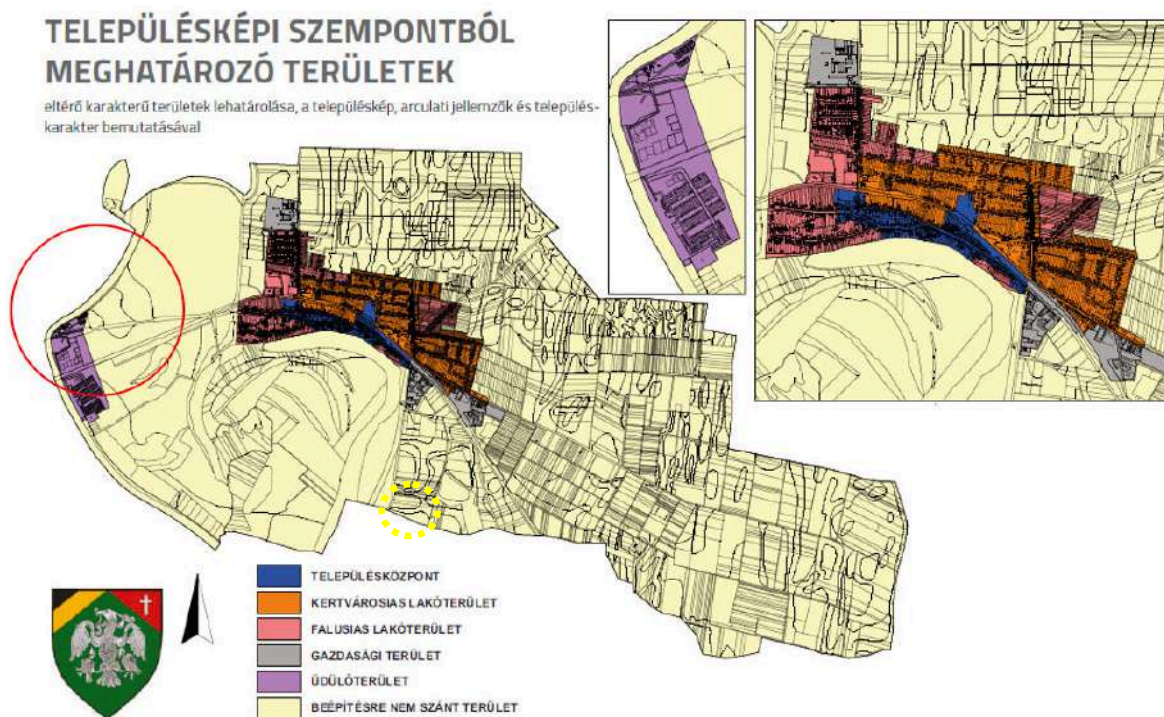 TELEPÜLÉSKÉPI SZEMPONTBÓL
MEGHATÁROZÓ TERÜLETEK
eltérő karakterű területek lehatárolása, a településkép, arculati jellemzők és település-
karakter bemutatásával
TELEPÜLÉSKÖZPONT
KERTVÁROSIAS LAKÓTERÜLET
FALUSIAS LAKÓTERÜLET
GAZDASÁGI TERÜLET
ÜDÜLŐTERÜLET
BEÉPÍTÉSRE NEM SZÁNT TERÜLET